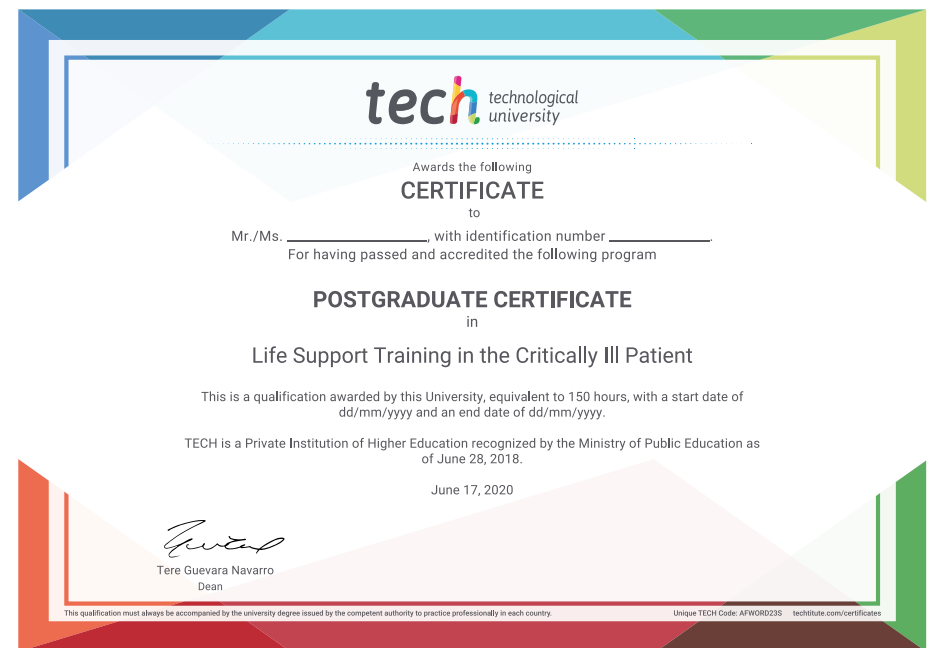 tech technological
university
Awards the following
CERTIFICATE
to
Mr./Ms. ____________________, with identification number ______________.
For having passed and accredited the following program
POSTGRADUATE CERTIFICATE
in
Life Support Training in the Critically Ill Patient
This is a qualification awarded by this University, equivalent to 150 hours, with a start date of
dd/mm/yyyy and an end date of dd/mm/yyyy.
TECH is a Private Institution of Higher Education recognized by the Ministry of Public Education as
of June 28, 2018.
June 17, 2020
Tere Guevara Navarro
Dean
This qualification must always be accompanied by the university degree issued by the competent authority to practice professionally in each country.
Unique TECH Code: AFWORD23S techtitute.com/certificates